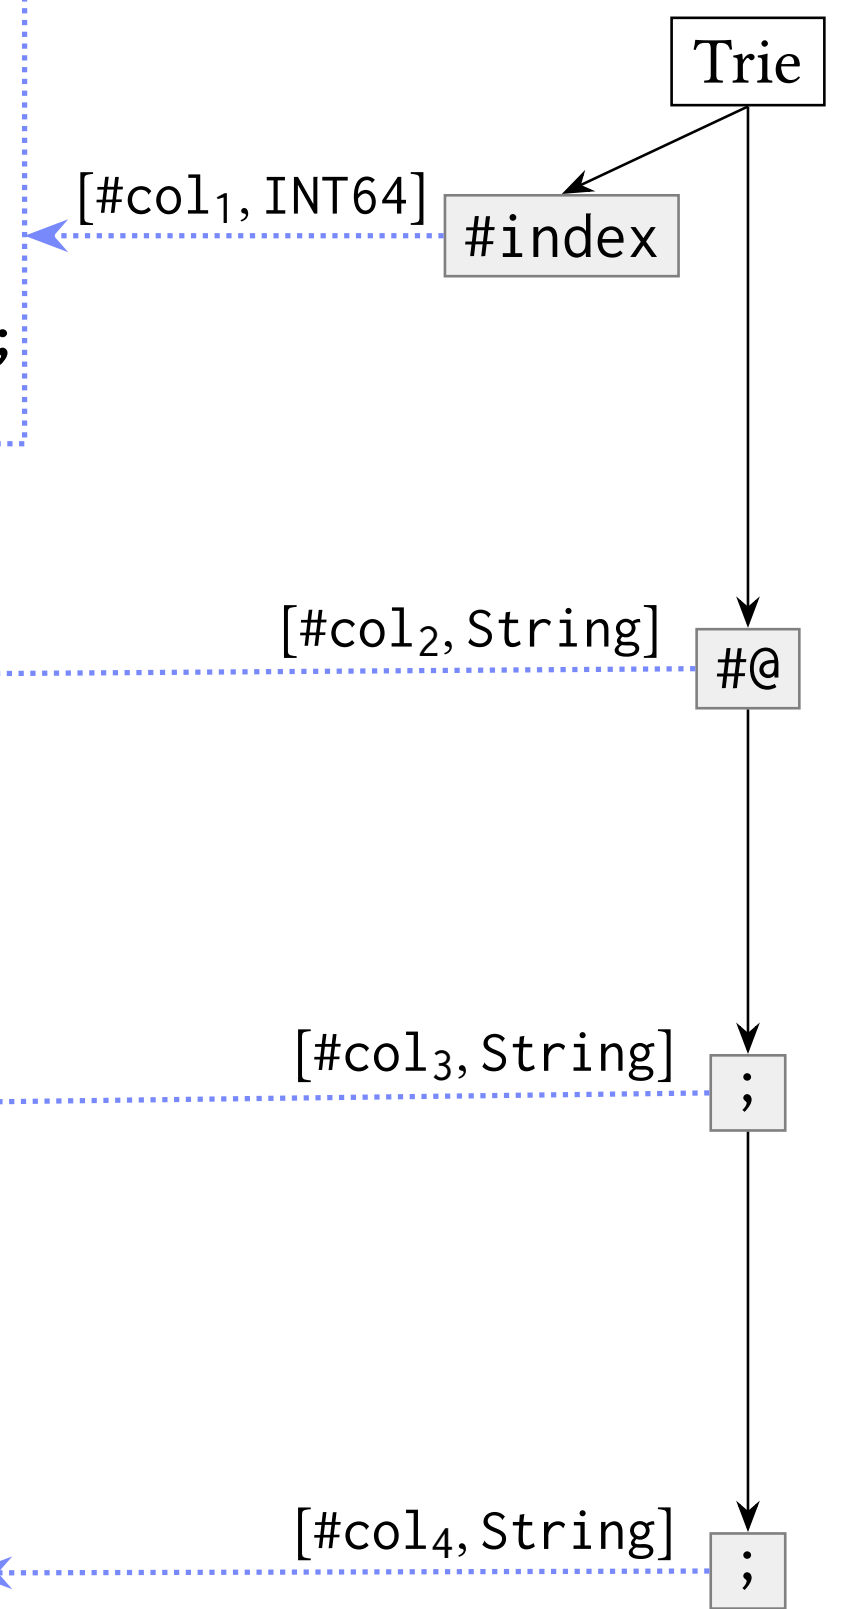 Trie
[#col₁, INT64]
#index
;
[#col₂, String]
#@
[#col₃, String]
;
[#col₄, String]
;